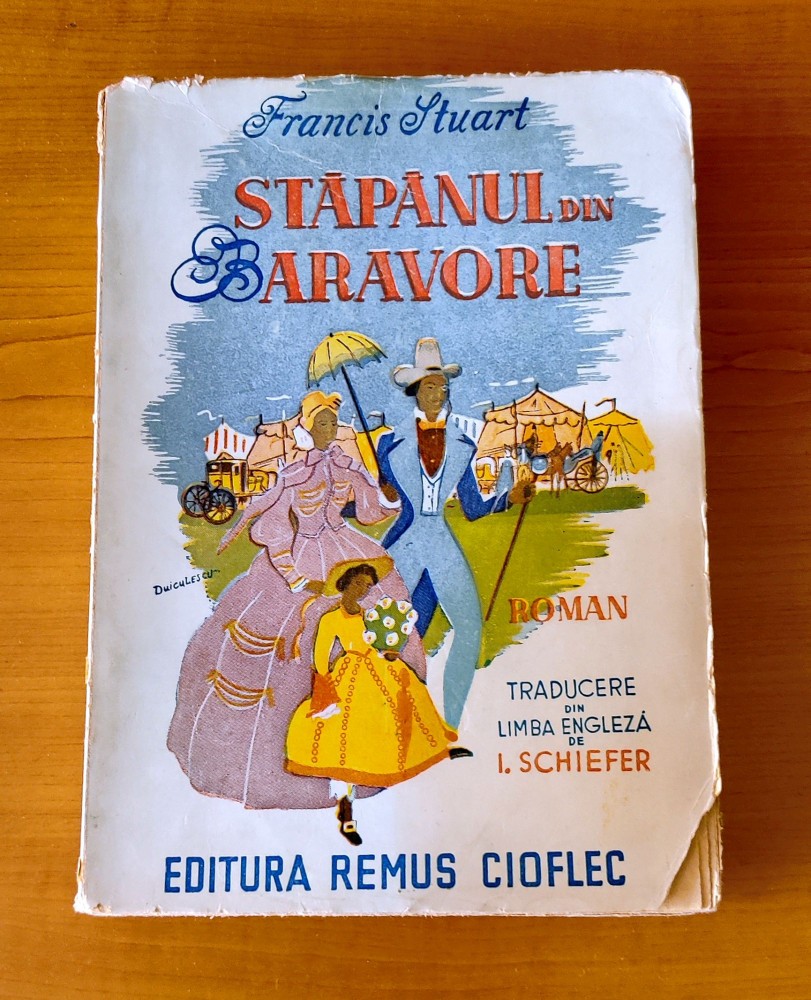 Francis Stuart
STĂPÂNUL DIN
BARAVORE
DUICULESCU
ROMAN
TRADUCERE
DIN
LIMBA ENGLEZĂ
DE
I. SCHIEFER
EDITURA REMUS CIOFLEC